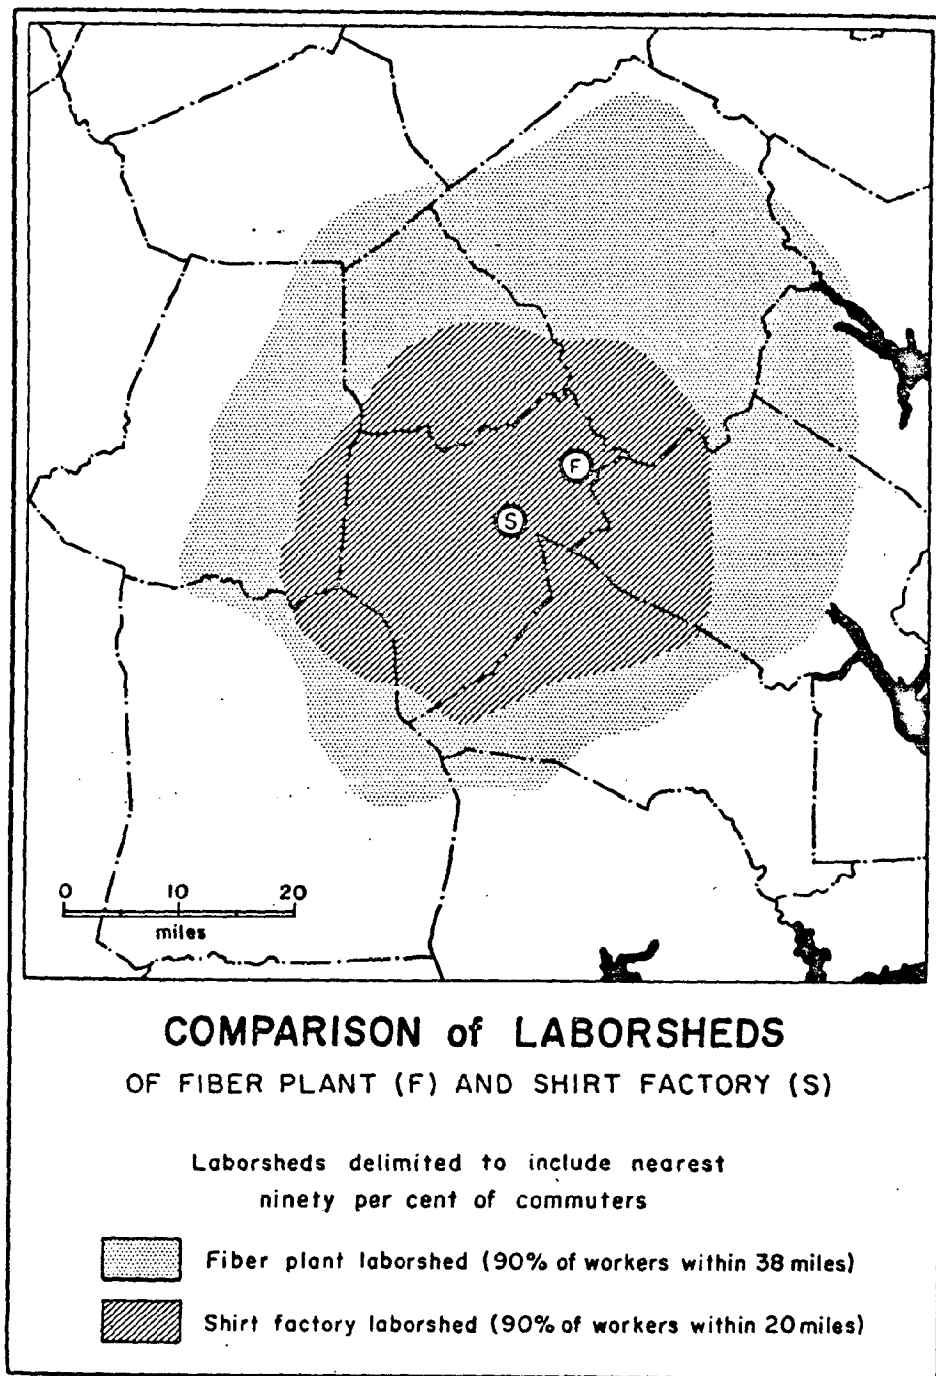 F
S
0 10 20
miles
COMPARISON of LABORSHEDS
OF FIBER PLANT (F) AND SHIRT FACTORY (S)
Laborsheds delimited to include nearest
ninety per cent of commuters
Fiber plant laborshed (90% of workers within 38 miles)
Shirt factory laborshed (90% of workers within 20 miles)